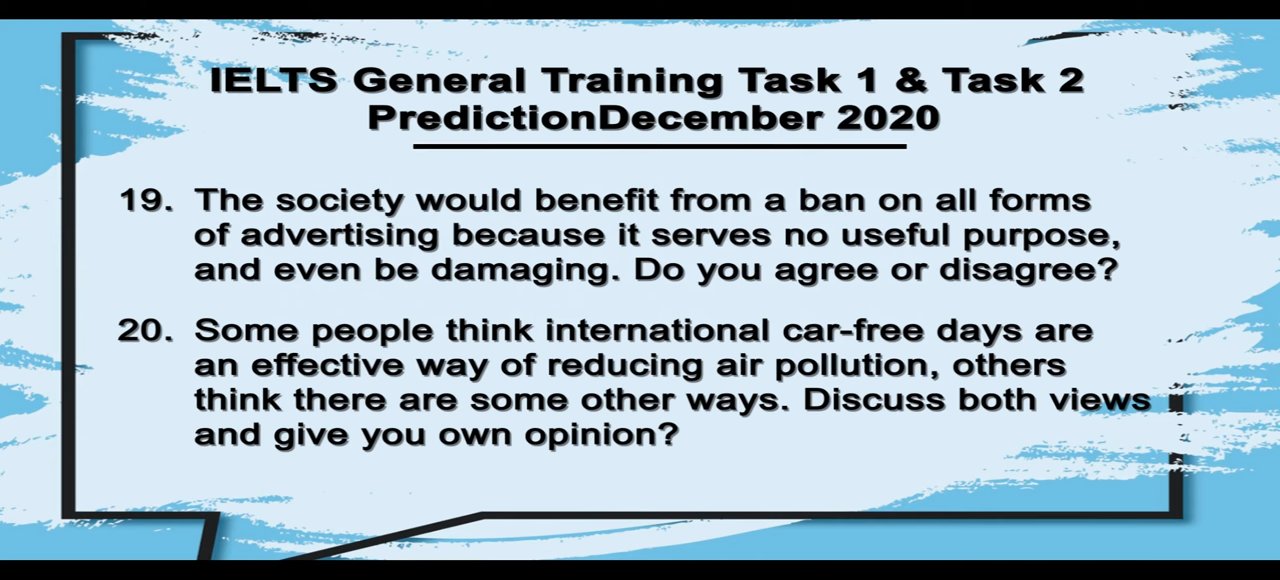 IELTS General Training Task 1 & Task 2
PredictionDecember 2020
19. The society would benefit from a ban on all forms
of advertising because it serves no useful purpose,
and even be damaging. Do you agree or disagree?
20. Some people think international car-free days are
an effective way of reducing air pollution, others
think there are some other ways. Discuss both views
and give you own opinion?